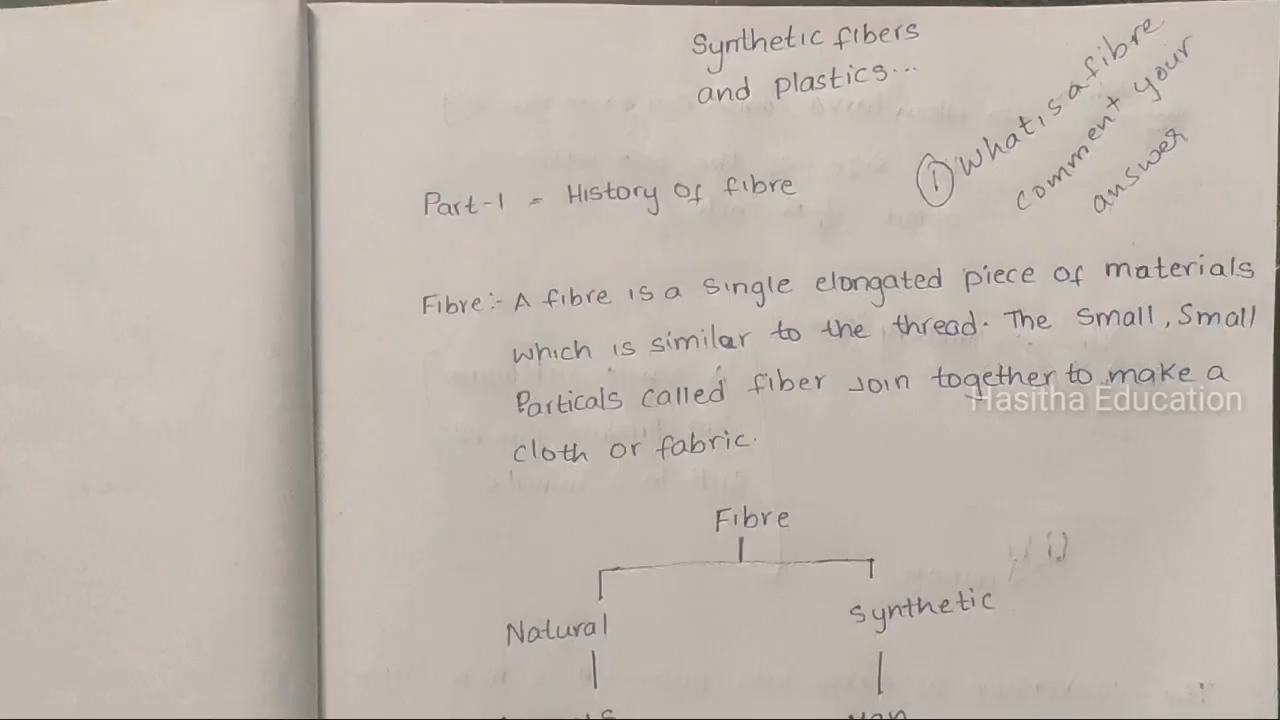 Synthetic fibers
and plastics...
① What is a fibre
comment your
answer
Part-1 = History of fibre
Fibre:- A fibre is a single elongated piece of materials
which is similar to the thread. The small, small
Particals called fiber Join together to make a
Hasitha Education
cloth or fabric.
Fibre
Natural
Synthetic